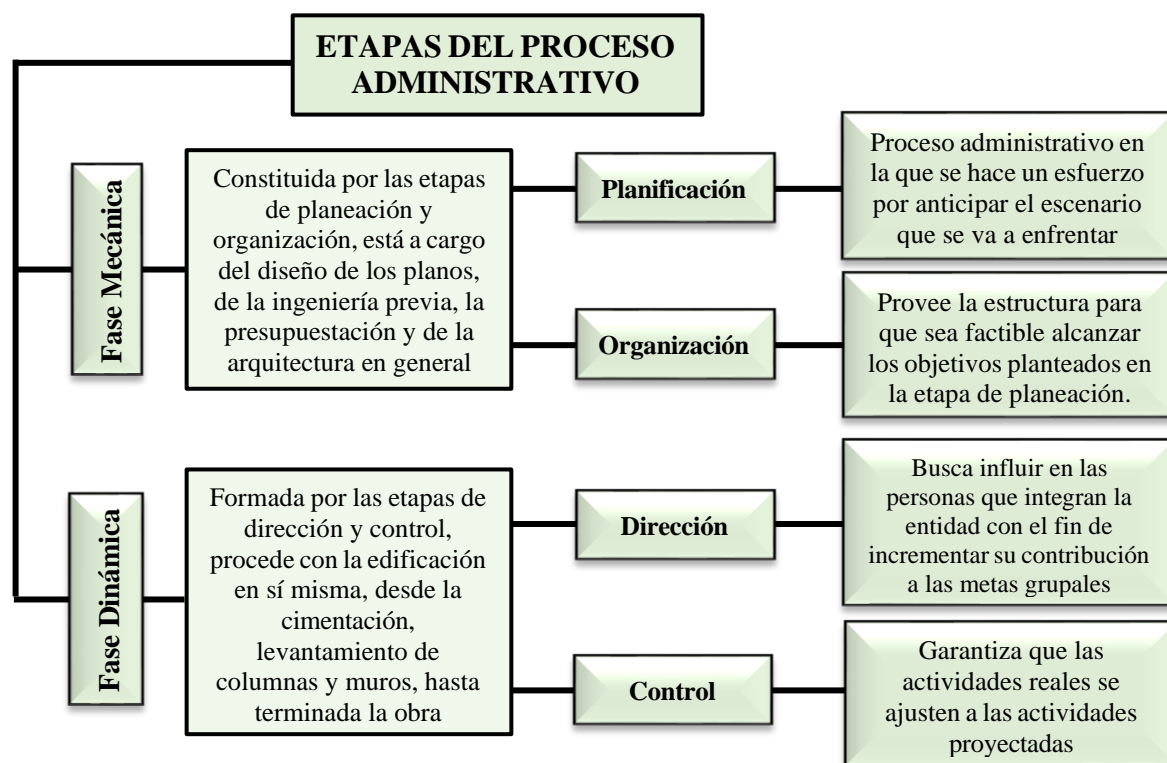 ETAPAS DEL PROCESO
ADMINISTRATIVO
Fase Mecánica
Constituida por las etapas
de planeación y
organización, está a cargo
del diseño de los planos,
de la ingeniería previa, la
presupuestación y de la
arquitectura en general
Planificación
Proceso administrativo en
la que se hace un esfuerzo
por anticipar el escenario
que se va a enfrentar
Organización
Provee la estructura para
que sea factible alcanzar
los objetivos planteados en
la etapa de planeación.
Fase Dinámica
Formada por las etapas de
dirección y control,
procede con la edificación
en sí misma, desde la
cimentación,
levantamiento de
columnas y muros, hasta
terminada la obra
Dirección
Busca influir en las
personas que integran la
entidad con el fin de
incrementar su contribución
a las metas grupales
Control
Garantiza que las
actividades reales se
ajusten a las actividades
proyectadas